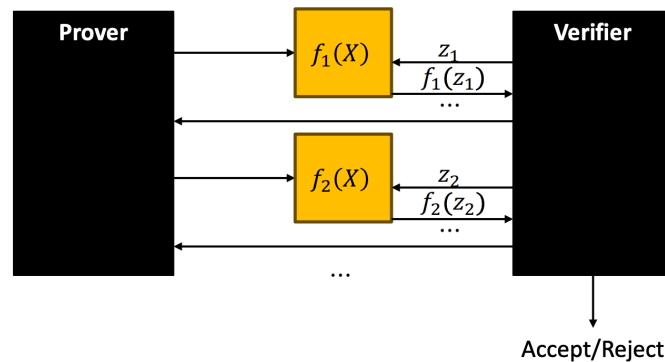 Prover
Verifier
f₁(X)
z₁
f₁(z₁)
...
f₂(X)
z₂
f₂(z₂)
...
...
Accept/Reject